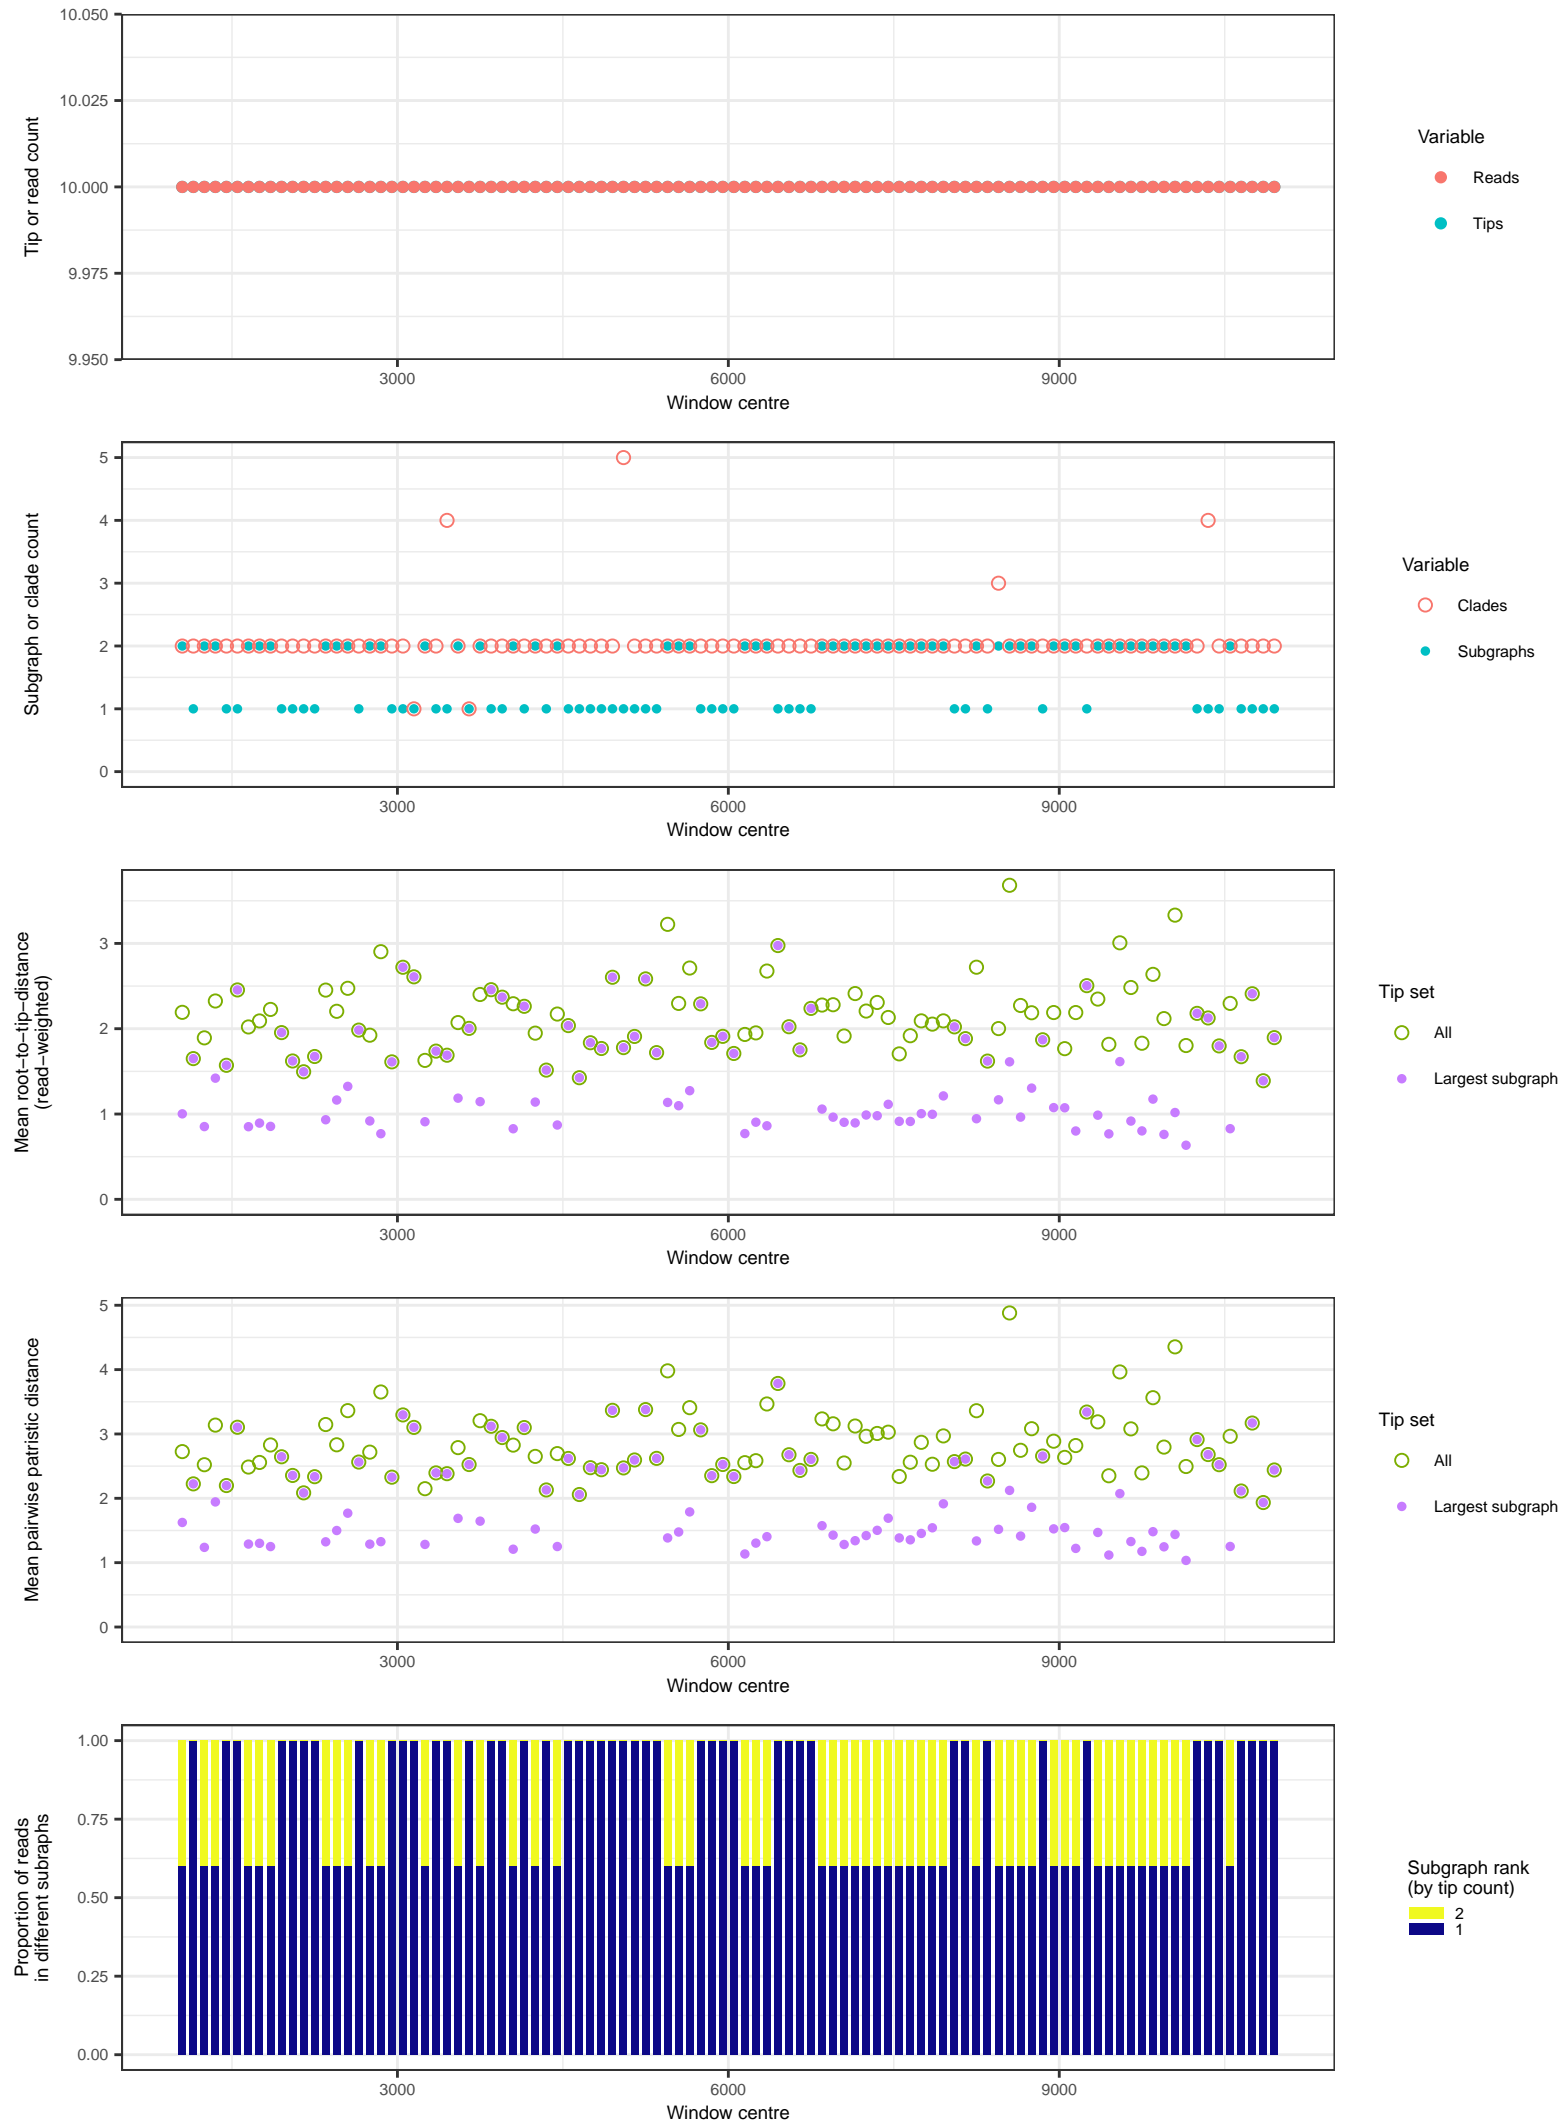 10.050
10.025
10.000
9.975
9.950
Tip or read count
3000 6000 9000
Window centre
Variable
Reads
Tips
5
4
3
2
1
0
Subgraph or clade count
3000 6000 9000
Window centre
Variable
Clades
Subgraphs
3
2
1
0
Mean root−to−tip−distance
(read−weighted)
3000 6000 9000
Window centre
Tip set
All
Largest subgraph
5
4
3
2
1
0
Mean pairwise patristic distance
3000 6000 9000
Window centre
Tip set
All
Largest subgraph
1.00
0.75
0.50
0.25
0.00
Proportion of reads
in different subraphs
3000 6000 9000
Window centre
Subgraph rank
(by tip count)
2
1